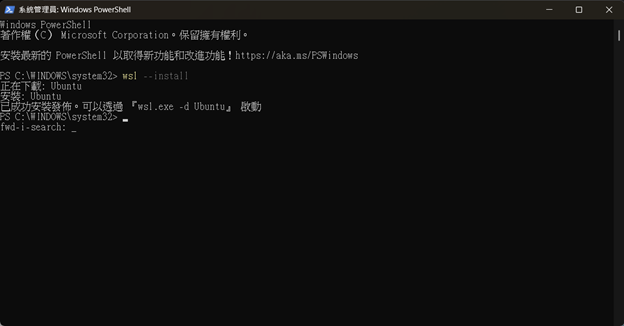 系統管理員: Windows PowerShell
Windows PowerShell
著作權 (C) Microsoft Corporation。保留擁有權利。
安裝最新的 PowerShell 以取得新功能和改進功能！https://aka.ms/PSWindows
PS C:\WINDOWS\system32> wsl --install
正在下載: Ubuntu
安裝: Ubuntu
已成功安裝發佈。可以透過 『wsl.exe -d Ubuntu』 啟動
PS C:\WINDOWS\system32>
fwd-i-search: _